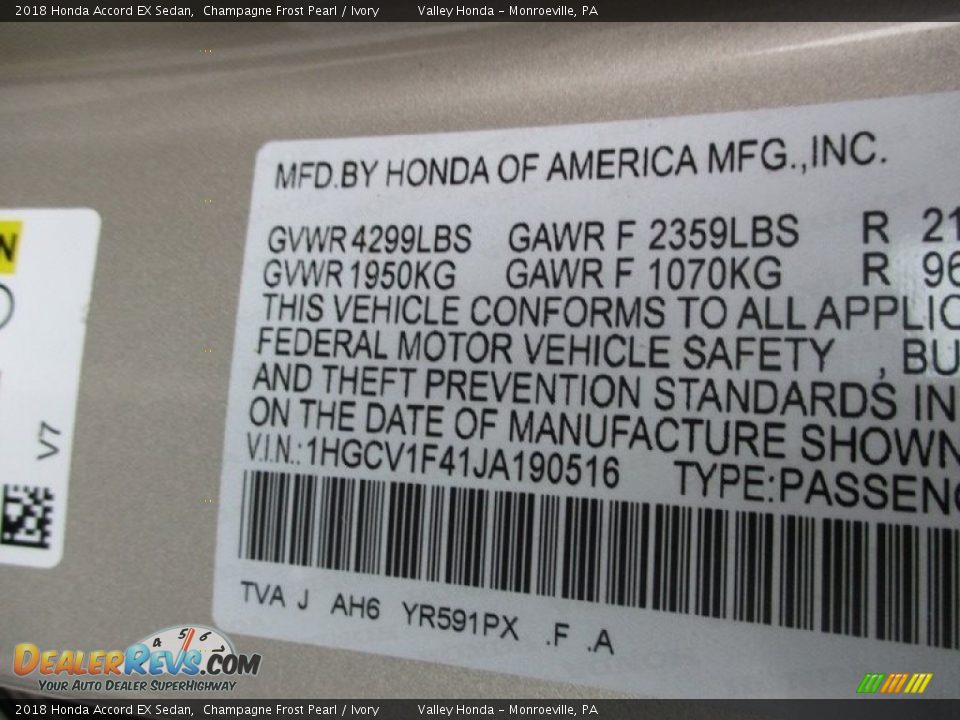 2018 Honda Accord EX Sedan, Champagne Frost Pearl / Ivory Valley Honda - Monroeville, PA
MFD.BY HONDA OF AMERICA MFG.,INC.
GVWR 4299LBS GAWR F 2359LBS R 21
GVWR 1950KG GAWR F 1070KG R 96
THIS VEHICLE CONFORMS TO ALL APPLIC
FEDERAL MOTOR VEHICLE SAFETY , BU
AND THEFT PREVENTION STANDARDS IN
ON THE DATE OF MANUFACTURE SHOWN
V.I.N.:1HGCV1F41JA190516 TYPE:PASSENG
TVA J AH6 YR591PX .F .A
N
V7
4 5 6
DealerRevs.com
Your Auto Dealer SuperHighway
2018 Honda Accord EX Sedan, Champagne Frost Pearl / Ivory Valley Honda - Monroeville, PA